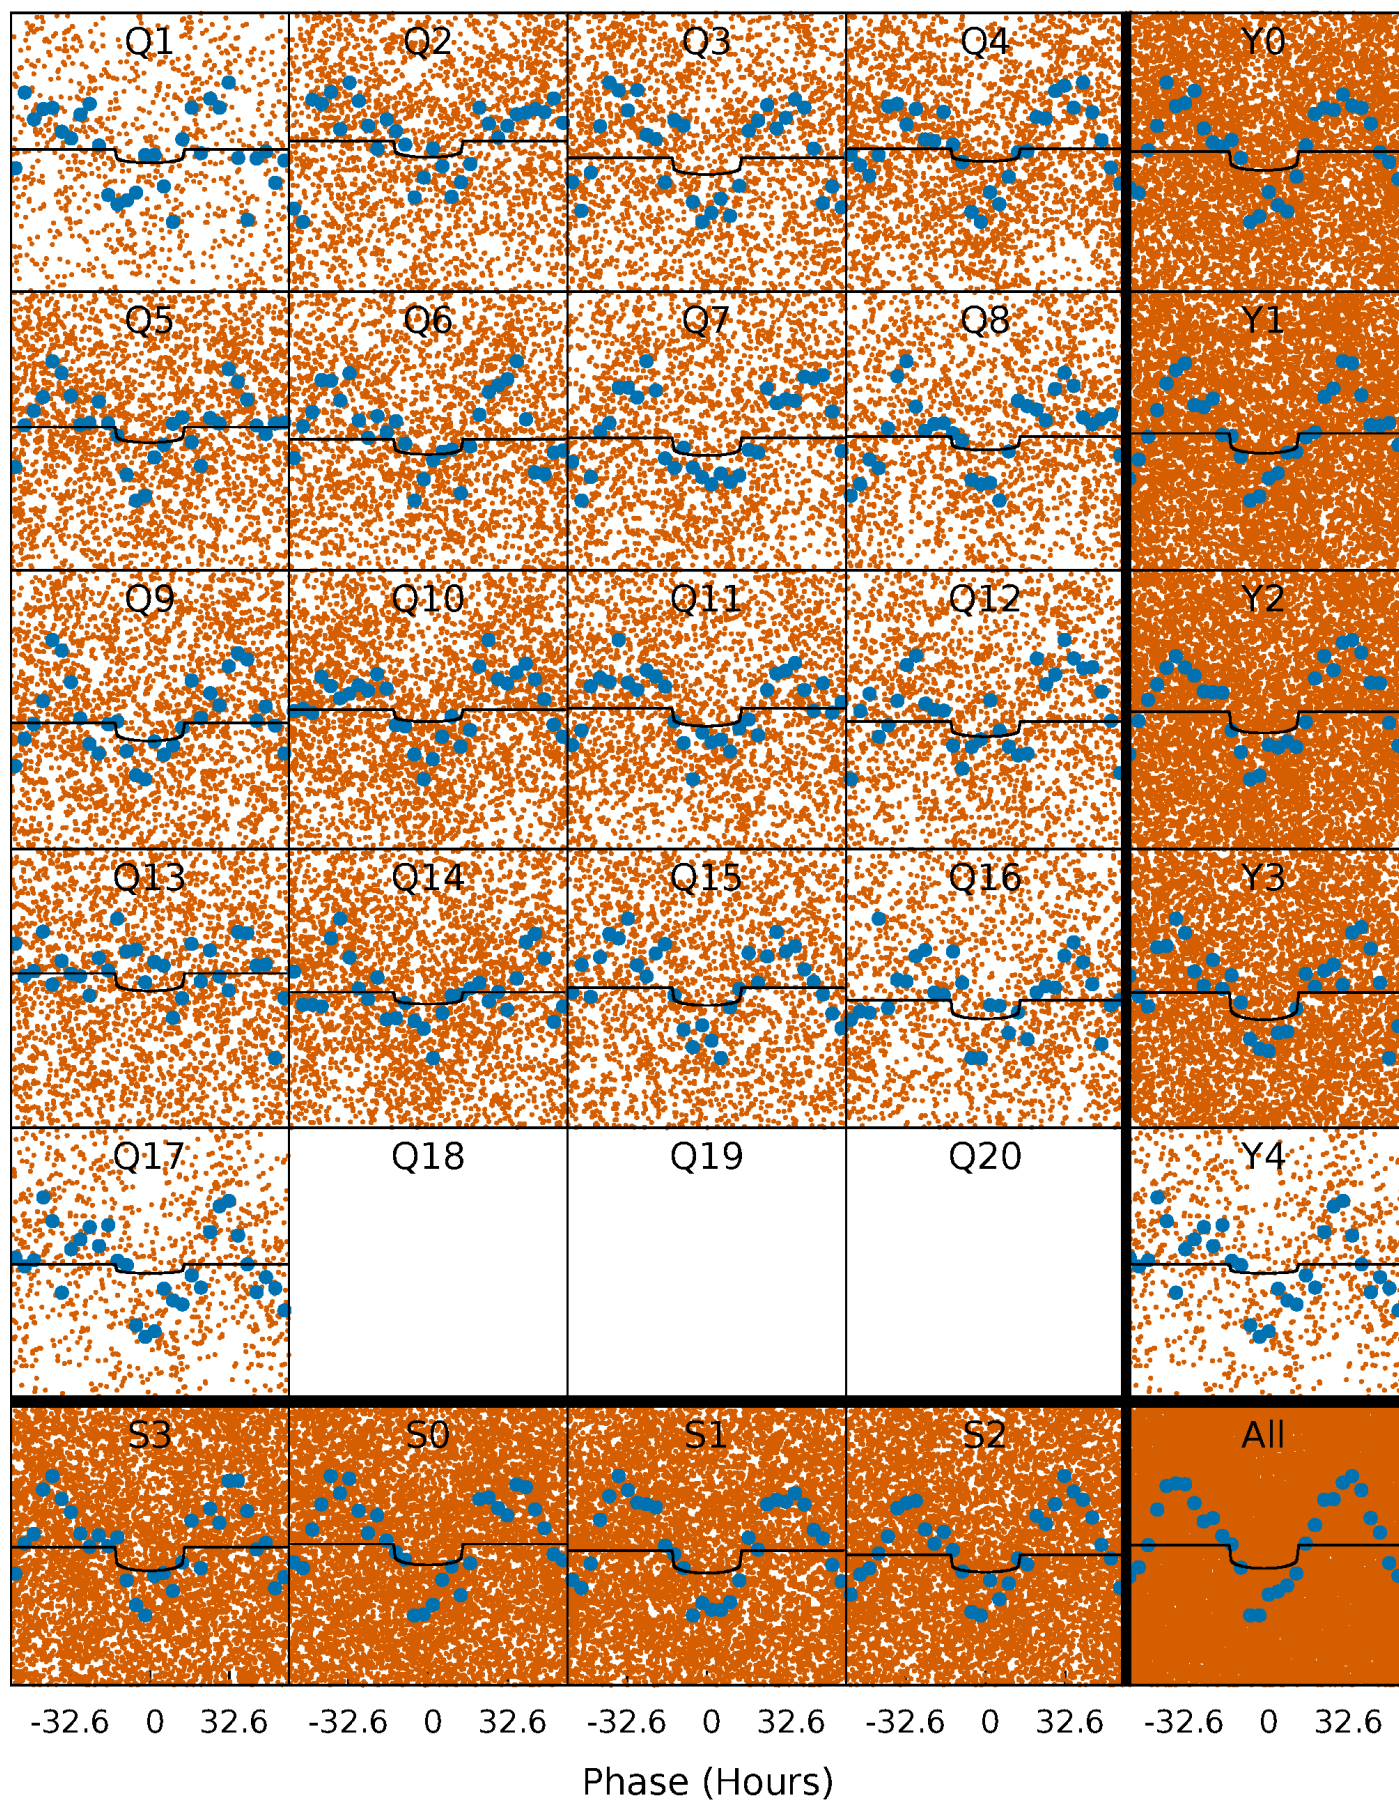 Q1 Q2 Q3 Q4 Y0
Q5 Q6 Q7 Q8 Y1
Q9 Q10 Q11 Q12 Y2
Q13 Q14 Q15 Q16 Y3
Q17 Q18 Q19 Q20 Y4
S3 S0 S1 S2 All
-32.6 0 32.6 -32.6 0 32.6 -32.6 0 32.6 -32.6 0 32.6 -32.6 0 32.6
Phase (Hours)